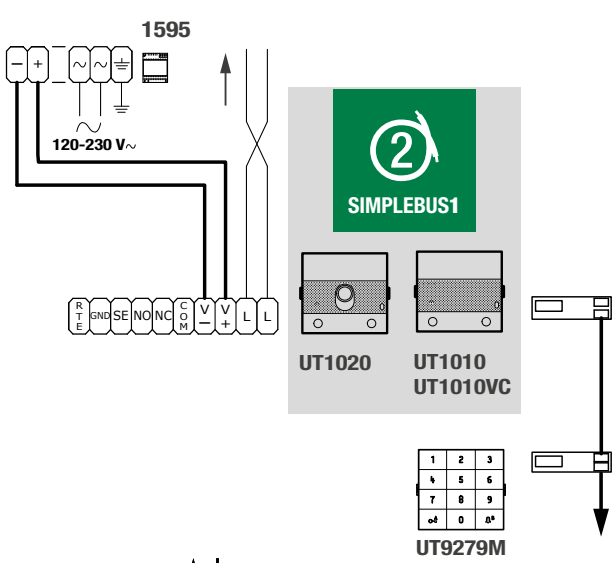 1595
− +
120-230 V~
2
SIMPLEBUS1
RTE GND SE NO NC COM V− V+ L L
UT1020
UT1010
UT1010VC
1 2 3
4 5 6
7 8 9
0
UT9279M